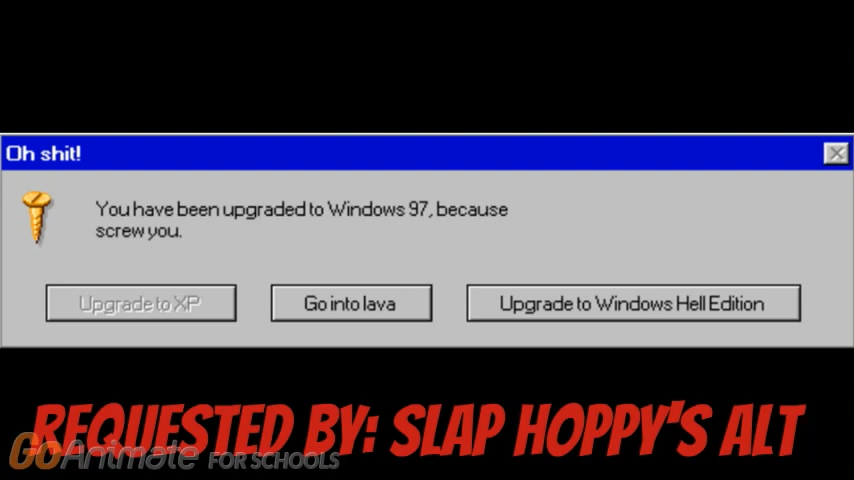 Oh shit!
You have been upgraded to Windows 97, because
screw you.
Upgrade to XP
Go into lava
Upgrade to Windows Hell Edition
REQUESTED BY: SLAP HOPPY'S ALT
GoAnimate FOR SCHOOLS